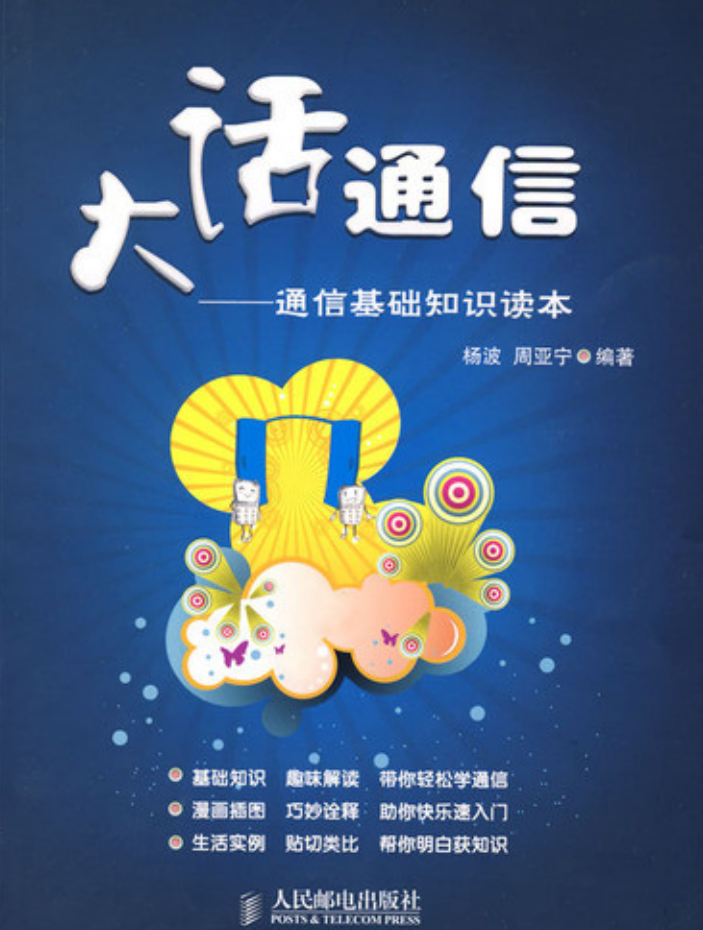 大话通信
——通信基础知识读本
杨波 周亚宁 编著
基础知识 趣味解读 带你轻松学通信
漫画插图 巧妙诠释 助你快乐速入门
生活实例 贴切类比 帮你明白获知识
人民邮电出版社
POSTS & TELECOM PRESS